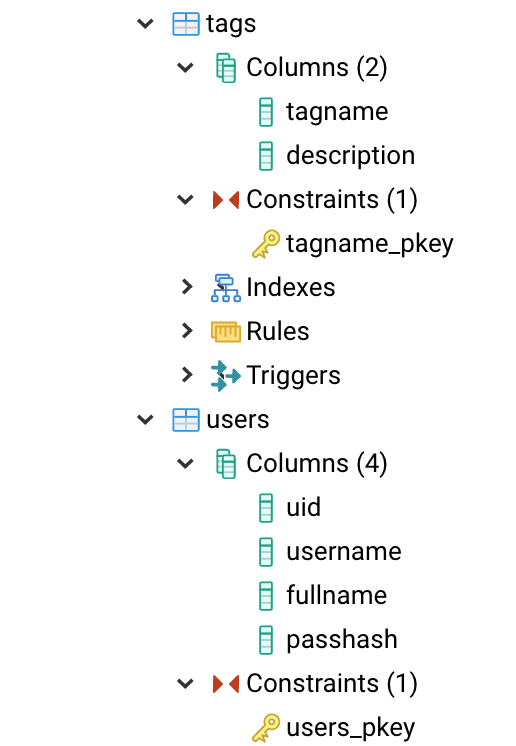 tags
Columns (2)
tagname
description
Constraints (1)
tagname_pkey
Indexes
Rules
Triggers
users
Columns (4)
uid
username
fullname
passhash
Constraints (1)
users_pkey